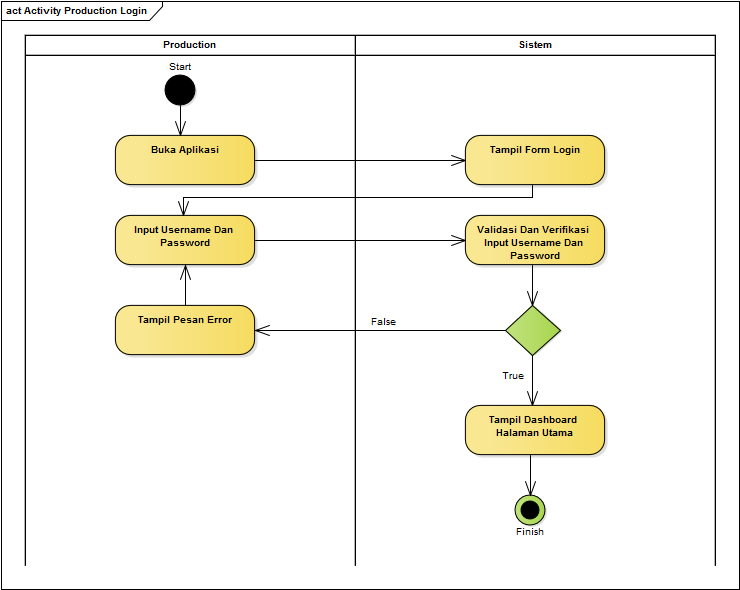 act Activity Production Login
Production
Sistem
Start
Buka Aplikasi
Tampil Form Login
Input Username Dan
Password
Validasi Dan Verifikasi
Input Username Dan
Password
Tampil Pesan Error
False
True
Tampil Dashboard
Halaman Utama
Finish